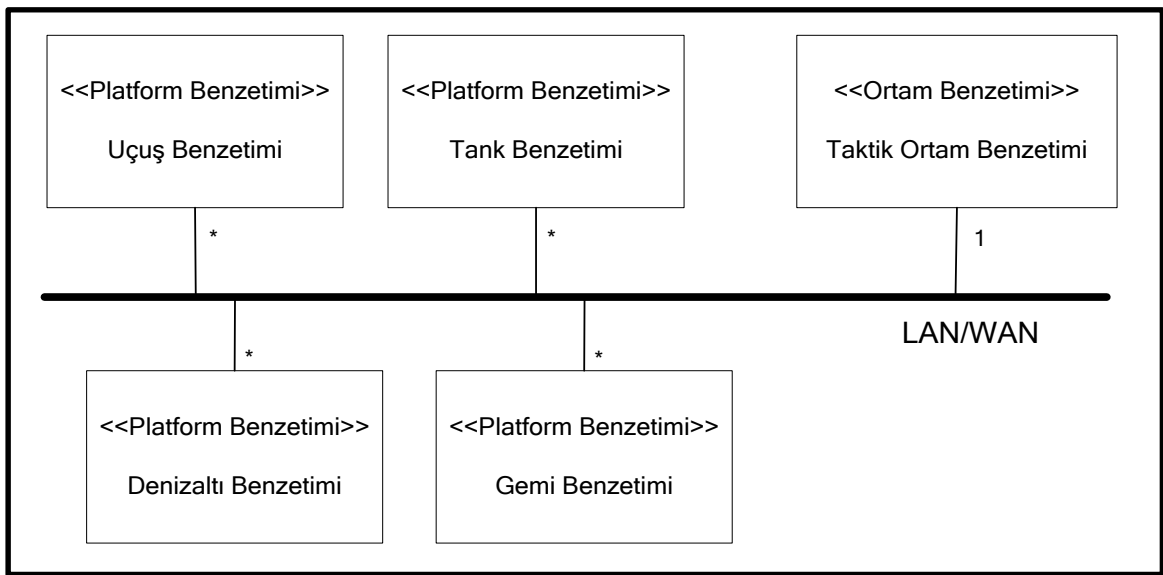 <<Platform Benzetimi>>
Uçuş Benzetimi
<<Platform Benzetimi>>
Tank Benzetimi
<<Ortam Benzetimi>>
Taktik Ortam Benzetimi
*
*
1
LAN/WAN
*
*
<<Platform Benzetimi>>
Denizaltı Benzetimi
<<Platform Benzetimi>>
Gemi Benzetimi